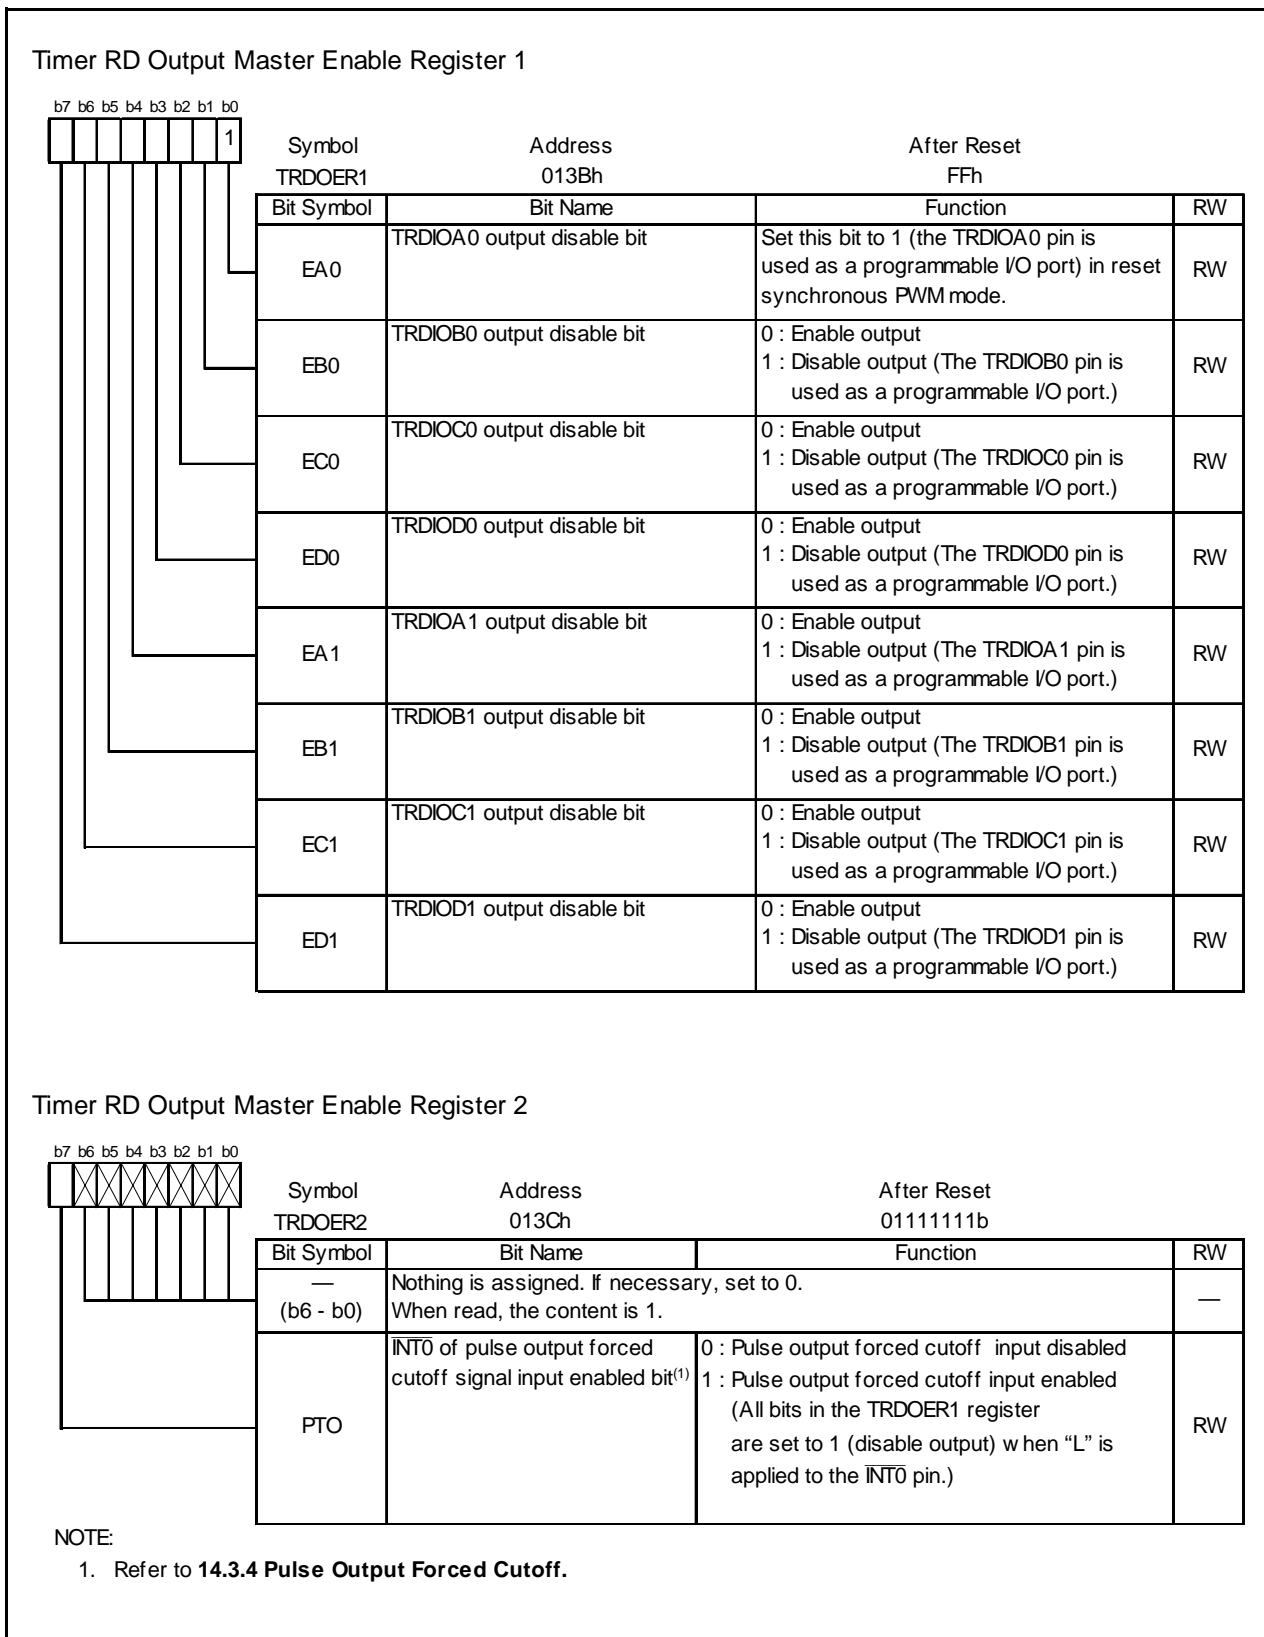 Timer RD Output Master Enable Register 1
b7 b6 b5 b4 b3 b2 b1 b0
1
Symbol Address After Reset
TRDOER1 013Bh FFh
Bit Symbol Bit Name Function RW
EA0 TRDIOA0 output disable bit Set this bit to 1 (the TRDIOA0 pin is
used as a programmable I/O port) in reset
synchronous PWM mode. RW
EB0 TRDIOB0 output disable bit 0 : Enable output
1 : Disable output (The TRDIOB0 pin is
used as a programmable I/O port.) RW
EC0 TRDIOC0 output disable bit 0 : Enable output
1 : Disable output (The TRDIOC0 pin is
used as a programmable I/O port.) RW
ED0 TRDIOD0 output disable bit 0 : Enable output
1 : Disable output (The TRDIOD0 pin is
used as a programmable I/O port.) RW
EA1 TRDIOA1 output disable bit 0 : Enable output
1 : Disable output (The TRDIOA1 pin is
used as a programmable I/O port.) RW
EB1 TRDIOB1 output disable bit 0 : Enable output
1 : Disable output (The TRDIOB1 pin is
used as a programmable I/O port.) RW
EC1 TRDIOC1 output disable bit 0 : Enable output
1 : Disable output (The TRDIOC1 pin is
used as a programmable I/O port.) RW
ED1 TRDIOD1 output disable bit 0 : Enable output
1 : Disable output (The TRDIOD1 pin is
used as a programmable I/O port.) RW
Timer RD Output Master Enable Register 2
b7 b6 b5 b4 b3 b2 b1 b0
Symbol Address After Reset
TRDOER2 013Ch 01111111b
Bit Symbol Bit Name Function RW
— Nothing is assigned. If necessary, set to 0.
(b6 - b0) When read, the content is 1. —
PTO INT0 of pulse output forced
cutoff signal input enabled bit(1)
0 : Pulse output forced cutoff input disabled
1 : Pulse output forced cutoff input enabled
(All bits in the TRDOER1 register
are set to 1 (disable output) when “L” is
applied to the INT0 pin.) RW
NOTE:
1. Refer to 14.3.4 Pulse Output Forced Cutoff.